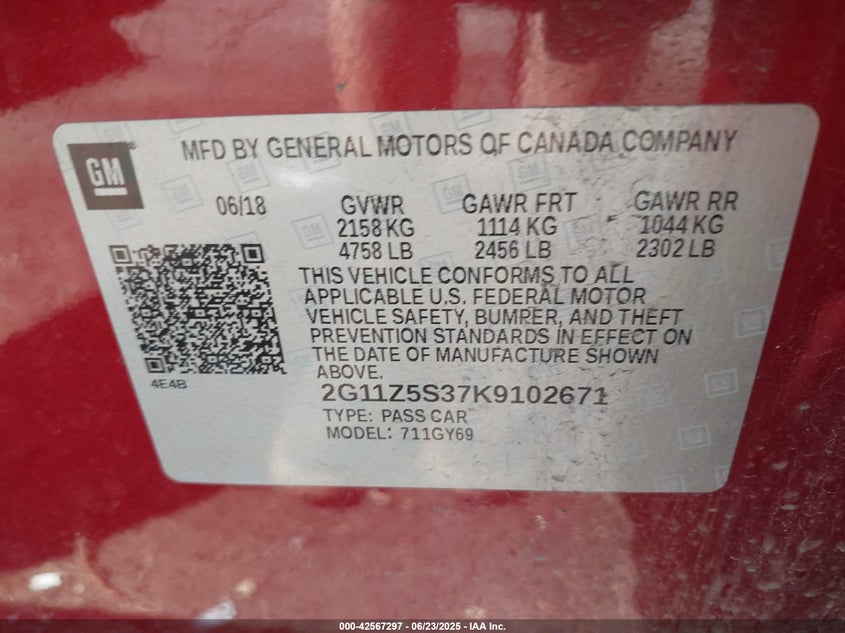 GM
MFD BY GENERAL MOTORS OF CANADA COMPANY
06/18 GVWR GAWR FRT GAWR RR
2158 KG 1114 KG 1044 KG
4758 LB 2456 LB 2302 LB
THIS VEHICLE CONFORMS TO ALL
APPLICABLE U.S. FEDERAL MOTOR
VEHICLE SAFETY, BUMPER, AND THEFT
PREVENTION STANDARDS IN EFFECT ON
THE DATE OF MANUFACTURE SHOWN
ABOVE.
4E4B
2G11Z5S37K9102671
TYPE: PASS CAR
MODEL: 711GY69
000-42567297 - 06/23/2025 - IAA Inc.